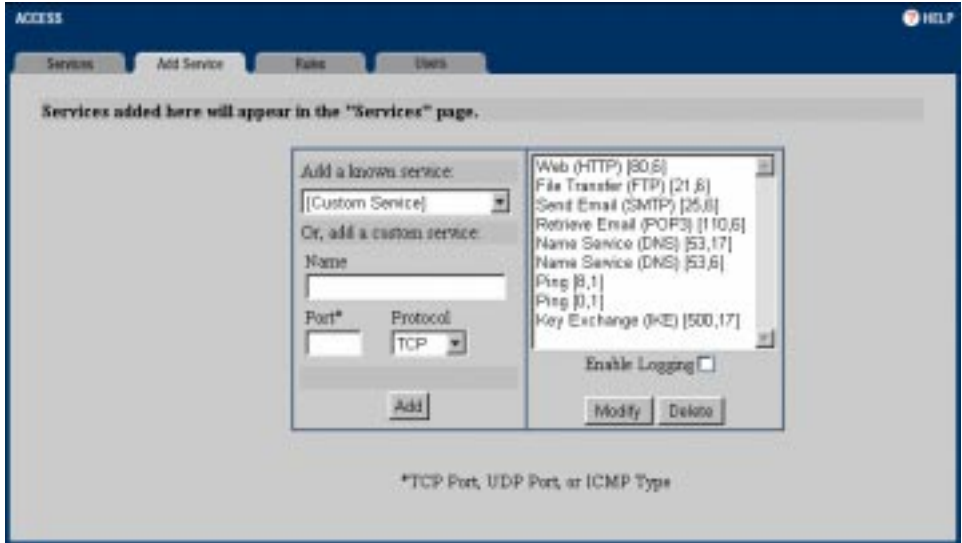 ACCESS
HELP
Services
Add Service
Rules
Users
Services added here will appear in the "Services" page.
Add a known service:
[Custom Service]
Or, add a custom service:
Name
Port*
Protocol
TCP
Add
Web (HTTP) [80,6]
File Transfer (FTP) [21,6]
Send Email (SMTP) [25,6]
Retrieve Email (POP3) [110,6]
Name Service (DNS) [53,17]
Name Service (DNS) [53,6]
Ping [8,1]
Ping [0,1]
Key Exchange (IKE) [500,17]
Enable Logging
Modify
Delete
*TCP Port, UDP Port, or ICMP Type